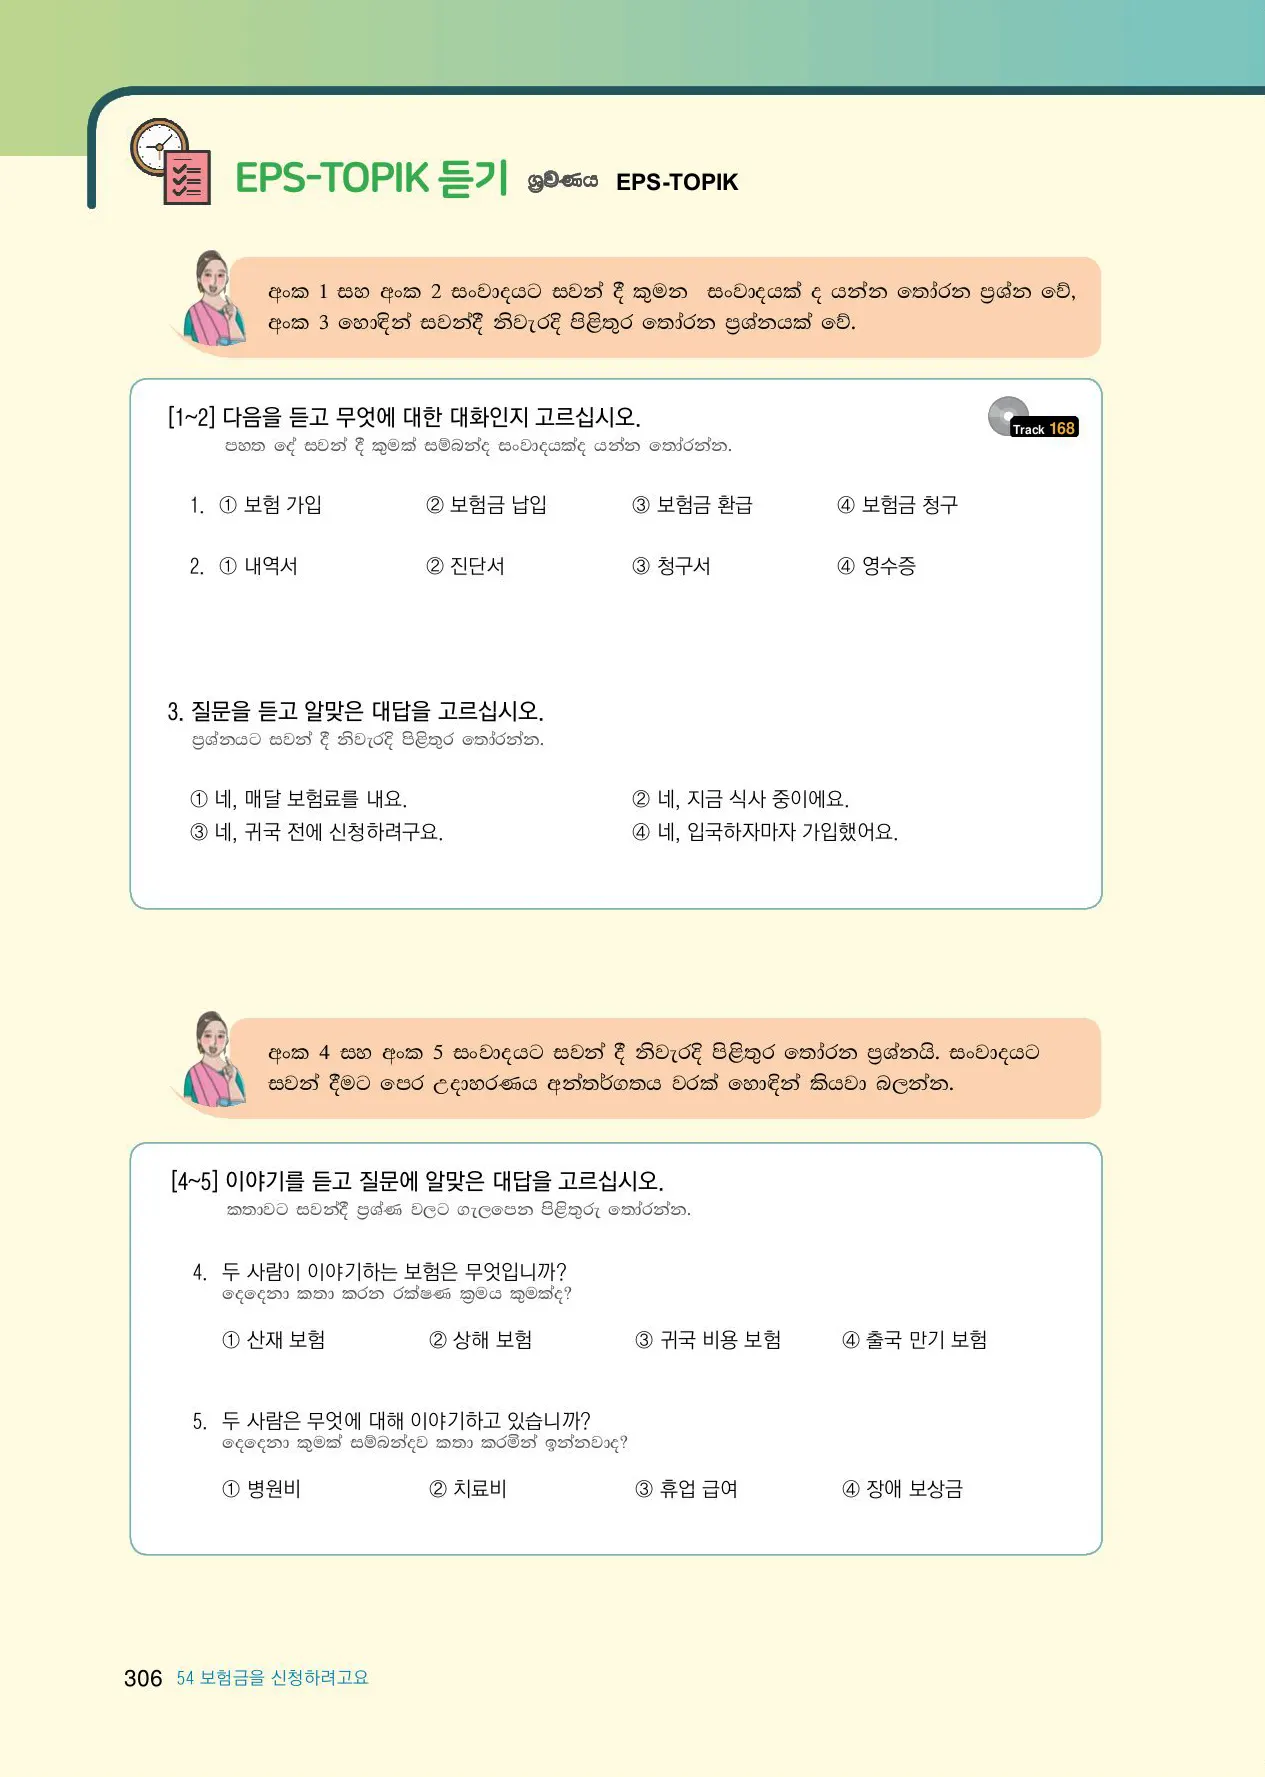 EPS-TOPIK 듣기 ශ්‍රවණය EPS-TOPIK
අංක 1 සහ අංක 2 සංවාදයට සවන් දී කුමන සංවාදයක් ද යන්න තෝරන ප්‍රශ්න වේ,
අංක 3 හොඳින් සවන්දී නිවැරදි පිළිතුර තෝරන ප්‍රශ්නයක් වේ.
[1~2] 다음을 듣고 무엇에 대한 대화인지 고르십시오.
Track 168
පහත දේ සවන් දී කුමක් සම්බන්ද සංවාදයක්ද යන්න තෝරන්න.
1. ① 보험 가입 ② 보험금 납입 ③ 보험금 환급 ④ 보험금 청구
2. ① 내역서 ② 진단서 ③ 청구서 ④ 영수증
3. 질문을 듣고 알맞은 대답을 고르십시오.
ප්‍රශ්නයට සවන් දී නිවැරදි පිළිතුර තෝරන්න.
① 네, 매달 보험료를 내요. ② 네, 지금 식사 중이에요.
③ 네, 귀국 전에 신청하려구요. ④ 네, 입국하자마자 가입했어요.
අංක 4 සහ අංක 5 සංවාදයට සවන් දී නිවැරදි පිළිතුර තෝරන ප්‍රශ්නයි. සංවාදයට
සවන් දීමට පෙර උදාහරණය අන්තර්ගතය වරක් හොඳින් කියවා බලන්න.
[4~5] 이야기를 듣고 질문에 알맞은 대답을 고르십시오.
කතාවට සවන්දී ප්‍රශ්ණ වලට ගැලපෙන පිළිතුරු තෝරන්න.
4. 두 사람이 이야기하는 보험은 무엇입니까?
දෙදෙනා කතා කරන රක්ෂණ ක්‍රමය කුමක්ද?
① 산재 보험 ② 상해 보험 ③ 귀국 비용 보험 ④ 출국 만기 보험
5. 두 사람은 무엇에 대해 이야기하고 있습니까?
දෙදෙනා කුමක් සම්බන්දව කතා කරමින් ඉන්නවාද?
① 병원비 ② 치료비 ③ 휴업 급여 ④ 장애 보상금
306 54 보험금을 신청하려고요